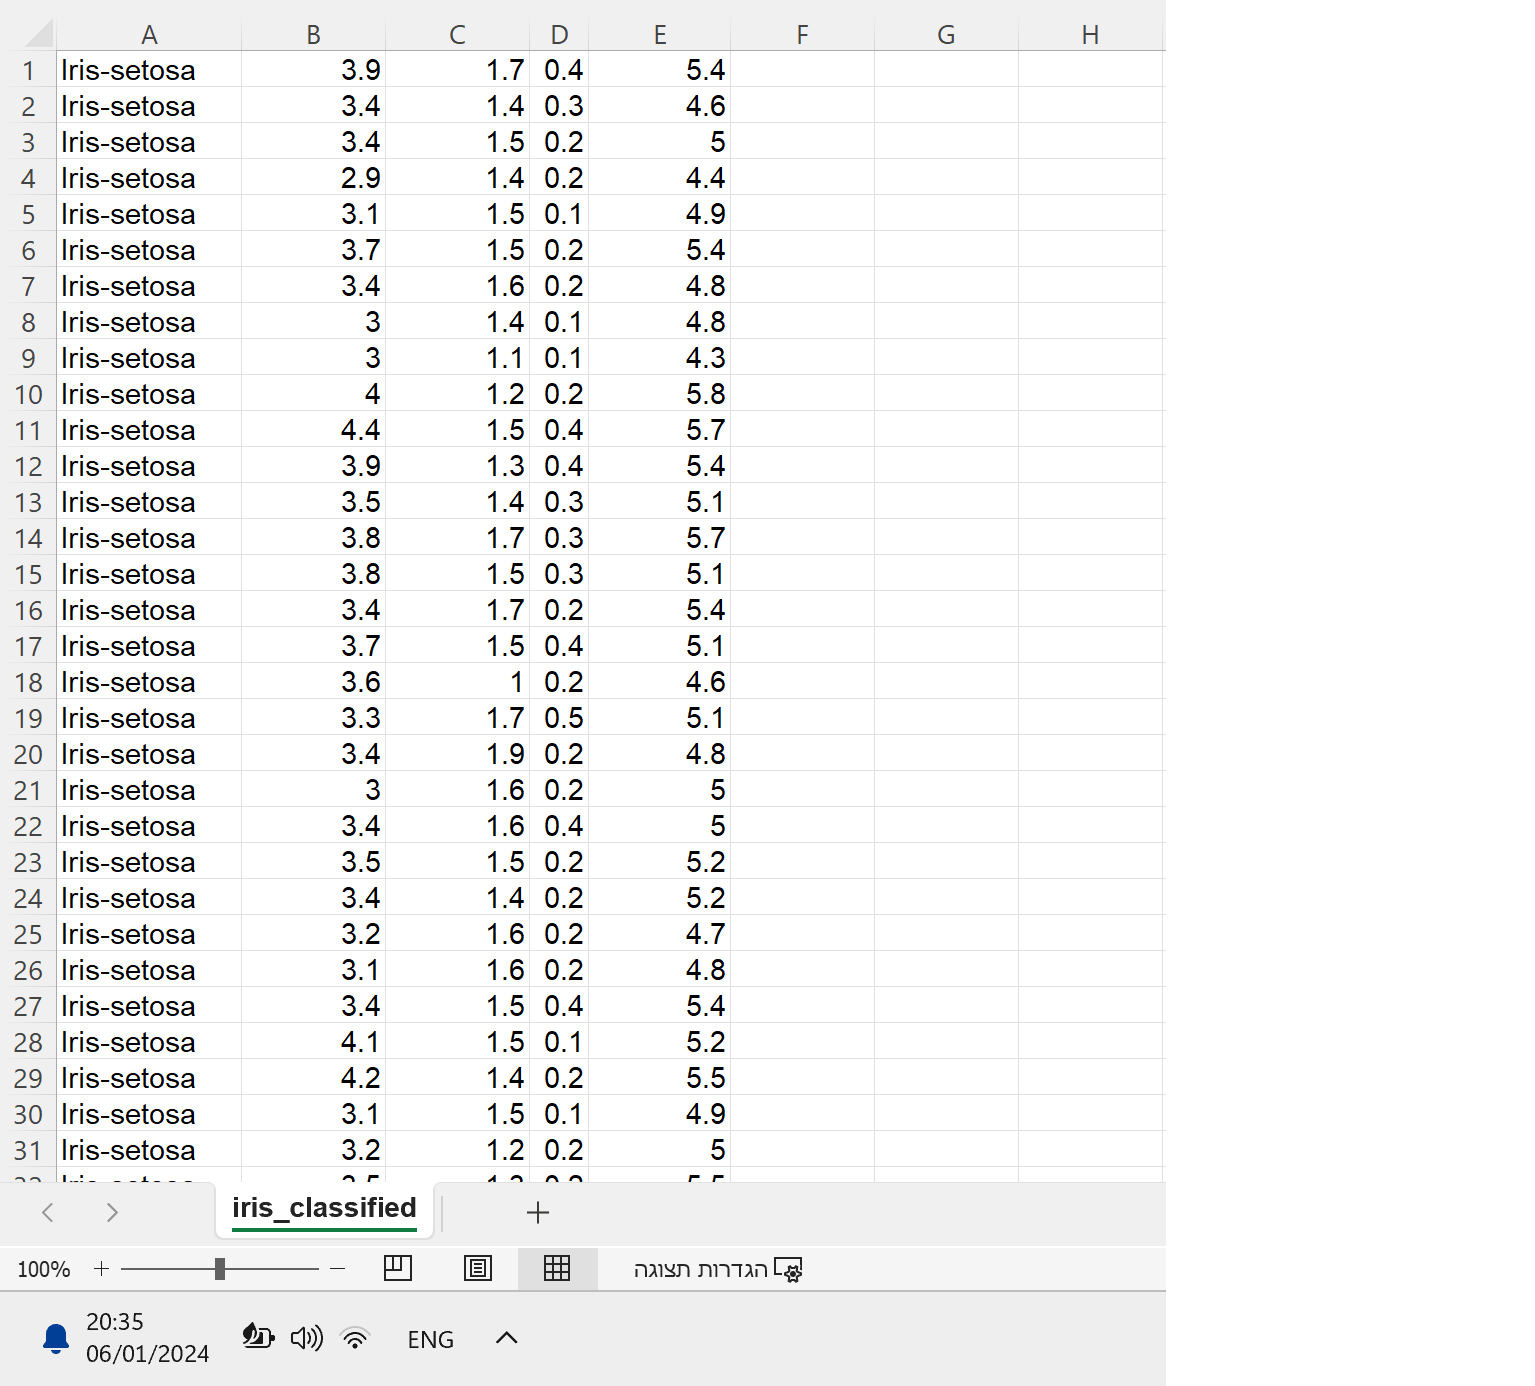 A B C D E F G H
1 Iris-setosa 3.9 1.7 0.4 5.4
2 Iris-setosa 3.4 1.4 0.3 4.6
3 Iris-setosa 3.4 1.5 0.2 5
4 Iris-setosa 2.9 1.4 0.2 4.4
5 Iris-setosa 3.1 1.5 0.1 4.9
6 Iris-setosa 3.7 1.5 0.2 5.4
7 Iris-setosa 3.4 1.6 0.2 4.8
8 Iris-setosa 3 1.4 0.1 4.8
9 Iris-setosa 3 1.1 0.1 4.3
10 Iris-setosa 4 1.2 0.2 5.8
11 Iris-setosa 4.4 1.5 0.4 5.7
12 Iris-setosa 3.9 1.3 0.4 5.4
13 Iris-setosa 3.5 1.4 0.3 5.1
14 Iris-setosa 3.8 1.7 0.3 5.7
15 Iris-setosa 3.8 1.5 0.3 5.1
16 Iris-setosa 3.4 1.7 0.2 5.4
17 Iris-setosa 3.7 1.5 0.4 5.1
18 Iris-setosa 3.6 1 0.2 4.6
19 Iris-setosa 3.3 1.7 0.5 5.1
20 Iris-setosa 3.4 1.9 0.2 4.8
21 Iris-setosa 3 1.6 0.2 5
22 Iris-setosa 3.4 1.6 0.4 5
23 Iris-setosa 3.5 1.5 0.2 5.2
24 Iris-setosa 3.4 1.4 0.2 5.2
25 Iris-setosa 3.2 1.6 0.2 4.7
26 Iris-setosa 3.1 1.6 0.2 4.8
27 Iris-setosa 3.4 1.5 0.4 5.4
28 Iris-setosa 4.1 1.5 0.1 5.2
29 Iris-setosa 4.2 1.4 0.2 5.5
30 Iris-setosa 3.1 1.5 0.1 4.9
31 Iris-setosa 3.2 1.2 0.2 5
iris_classified
100% הגדרות תצוגה
20:35
06/01/2024
ENG